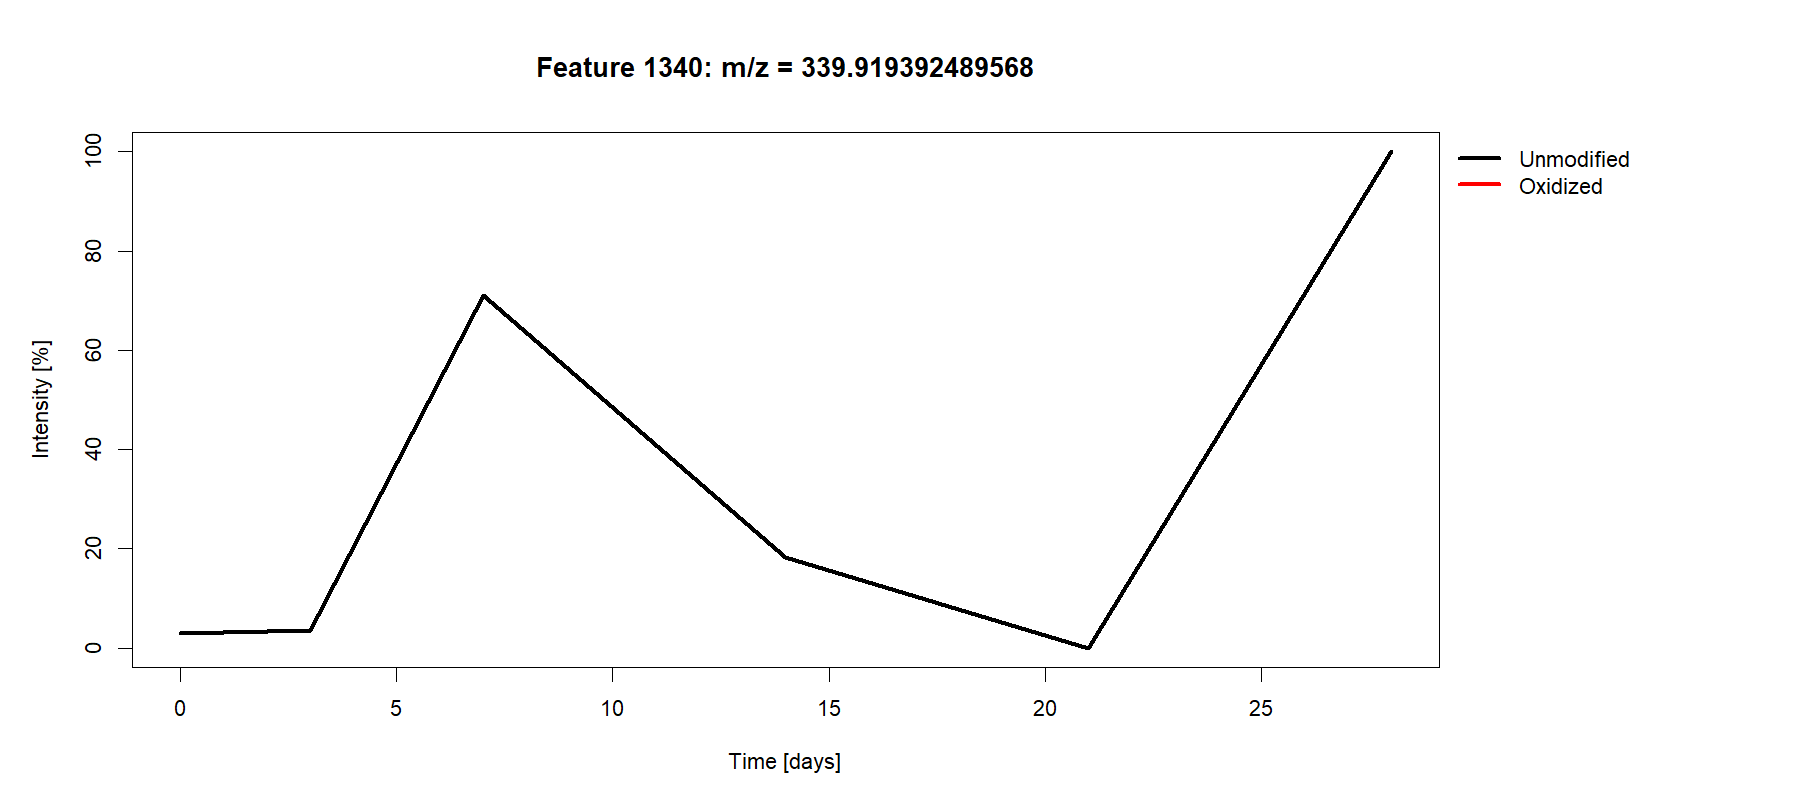 Feature 1340: m/z = 339.919392489568
Unmodified
Oxidized
100
80
60
40
20
0
Intensity [%]
0 5 10 15 20 25
Time [days]